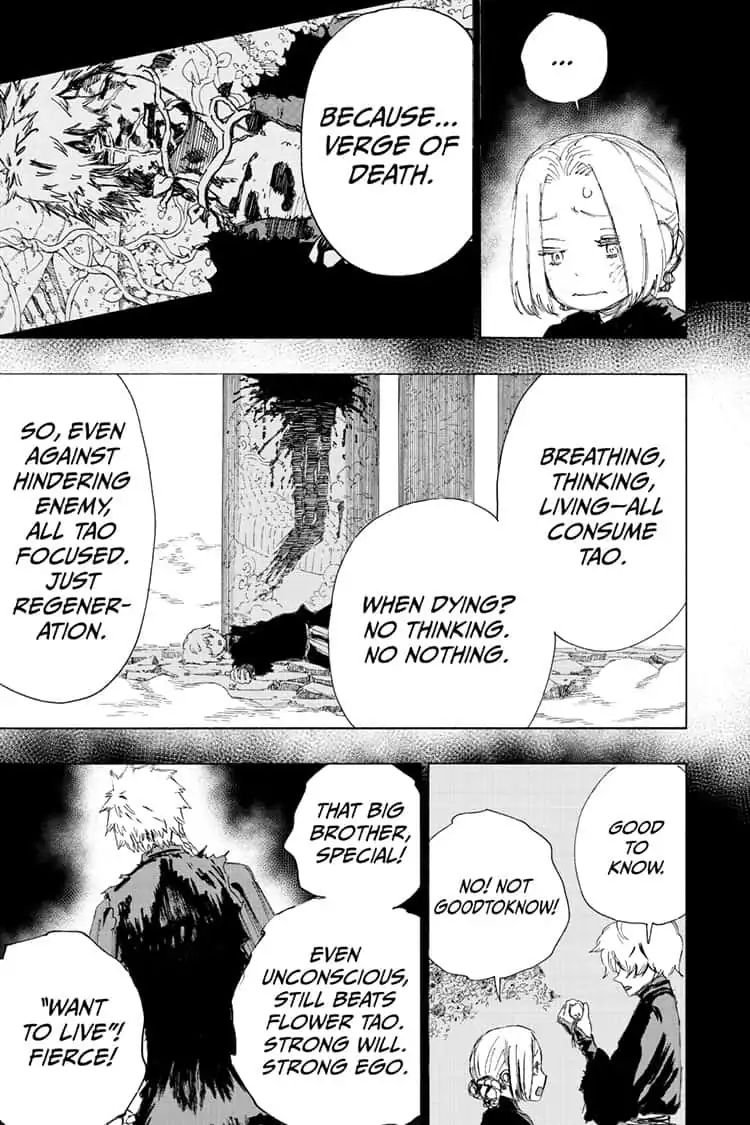 ...
BECAUSE...
VERGE OF
DEATH.
BREATHING,
THINKING,
LIVING—ALL
CONSUME
TAO.
WHEN DYING?
NO THINKING.
NO NOTHING.
SO, EVEN
AGAINST
HINDERING
ENEMY,
ALL TAO
FOCUSED.
JUST
REGENER-
ATION.
GOOD
TO
KNOW.
NO! NOT
GOODTOKNOW!
THAT BIG
BROTHER,
SPECIAL!
EVEN
UNCONSCIOUS,
STILL BEATS
FLOWER TAO.
STRONG WILL.
STRONG EGO.
“WANT
TO LIVE”!
FIERCE!